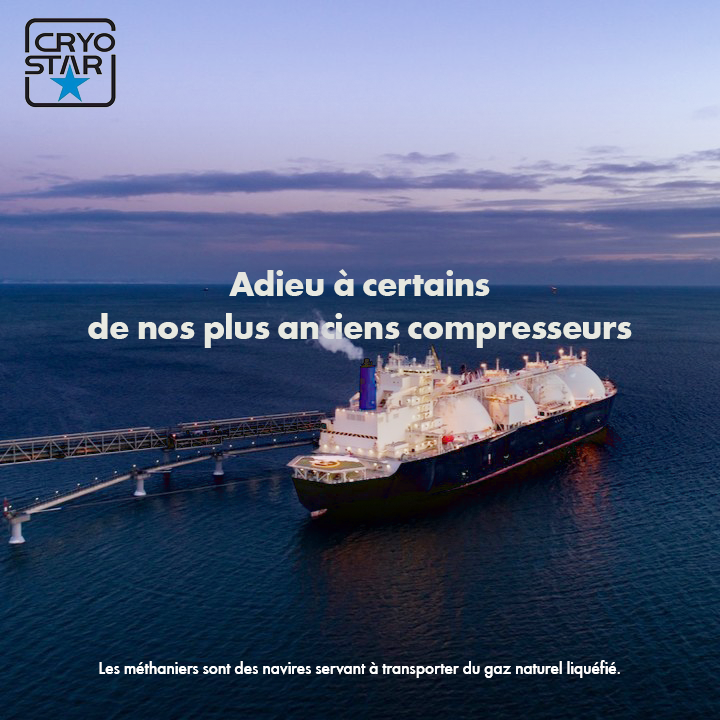 CRYO
STAR
Adieu à certains
de nos plus anciens compresseurs
Les méthaniers sont des navires servant à transporter du gaz naturel liquéfié.